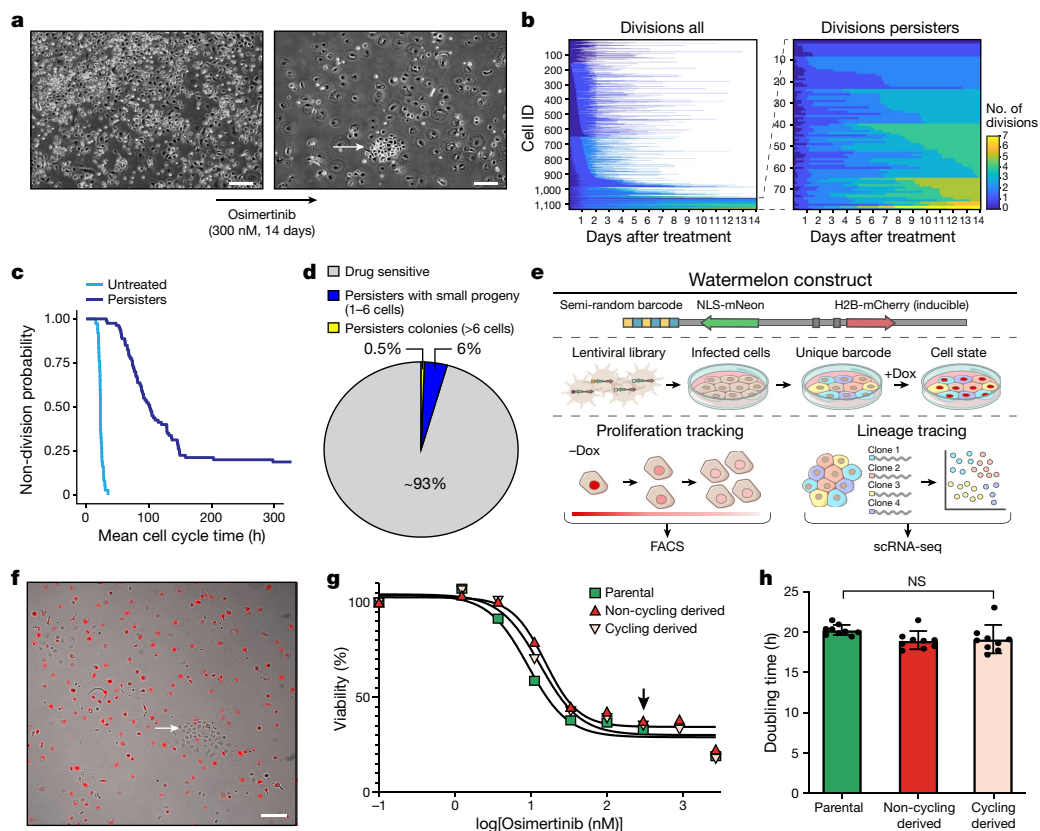 a
Osimertinib
(300 nM, 14 days)
b
Divisions all
Divisions persisters
Cell ID
100
200
300
400
500
600
700
800
900
1,000
1,100
1 2 3 4 5 6 7 8 9 10 11 12 13 14
Days after treatment
10
20
30
40
50
60
70
1 2 3 4 5 6 7 8 9 10 11 12 13 14
Days after treatment
No. of
divisions
7
6
5
4
3
2
1
0
c
Untreated
Persisters
Non-division probability
1.00
0.75
0.50
0.25
0
0 100 200 300
Mean cell cycle time (h)
d
Drug sensitive
Persisters with small progeny
(1–6 cells)
Persisters colonies (>6 cells)
0.5%
6%
~93%
e
Watermelon construct
Semi-random barcode
NLS-mNeon
H2B-mCherry (inducible)
Lentiviral library
Infected cells
Unique barcode
Cell state
+Dox
Proliferation tracking
–Dox
FACS
Lineage tracing
Clone 1
Clone 2
Clone 3
Clone 4
scRNA-seq
f
g
Parental
Non-cycling derived
Cycling derived
Viability (%)
100
50
0
–1 0 1 2 3
log[Osimertinib (nM)]
h
NS
Doubling time (h)
25
20
15
10
5
0
Parental
Non-cycling
derived
Cycling
derived